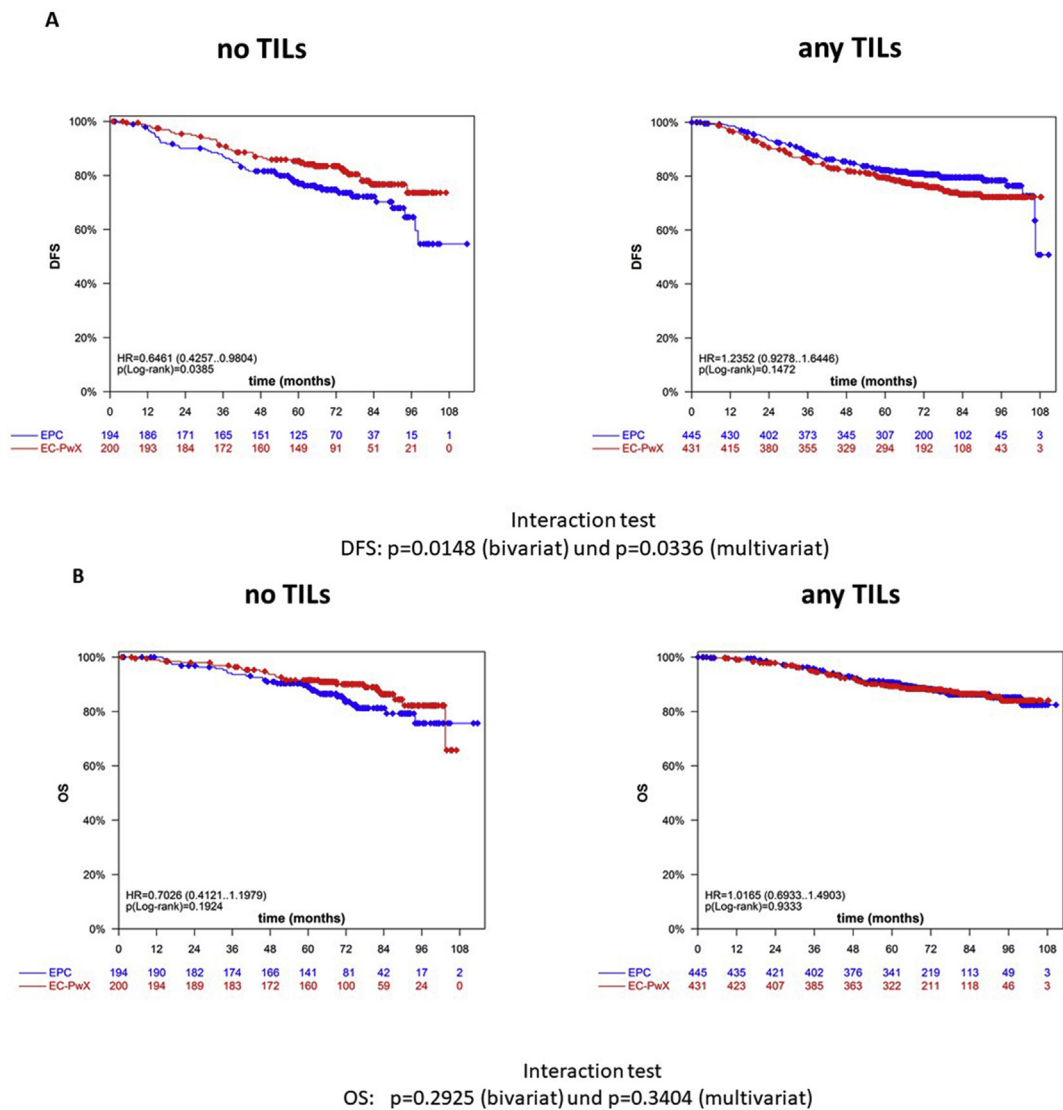 A
no TILs
any TILs
100%
80%
60%
40%
20%
0%
DFS
HR=0.6461 (0.4257..0.9804)
p(Log-rank)=0.0385
time (months)
0 12 24 36 48 60 72 84 96 108
EPC 194 186 171 165 151 125 70 37 15 1
EC-PwX 200 193 184 172 160 149 91 51 21 0
100%
80%
60%
40%
20%
0%
DFS
HR=1.2352 (0.9278..1.6446)
p(Log-rank)=0.1472
time (months)
0 12 24 36 48 60 72 84 96 108
EPC 445 430 402 373 345 307 200 102 45 3
EC-PwX 431 415 380 355 329 294 192 108 43 3
Interaction test
DFS: p=0.0148 (bivariat) und p=0.0336 (multivariat)
B
no TILs
any TILs
100%
80%
60%
40%
20%
0%
OS
HR=0.7026 (0.4121..1.1979)
p(Log-rank)=0.1924
time (months)
0 12 24 36 48 60 72 84 96 108
EPC 194 190 182 174 166 141 81 42 17 2
EC-PwX 200 194 189 183 172 160 100 59 24 0
100%
80%
60%
40%
20%
0%
OS
HR=1.0165 (0.6933..1.4903)
p(Log-rank)=0.9333
time (months)
0 12 24 36 48 60 72 84 96 108
EPC 445 435 421 402 376 341 219 113 49 3
EC-PwX 431 423 407 385 363 322 211 118 46 3
Interaction test
OS: p=0.2925 (bivariat) und p=0.3404 (multivariat)